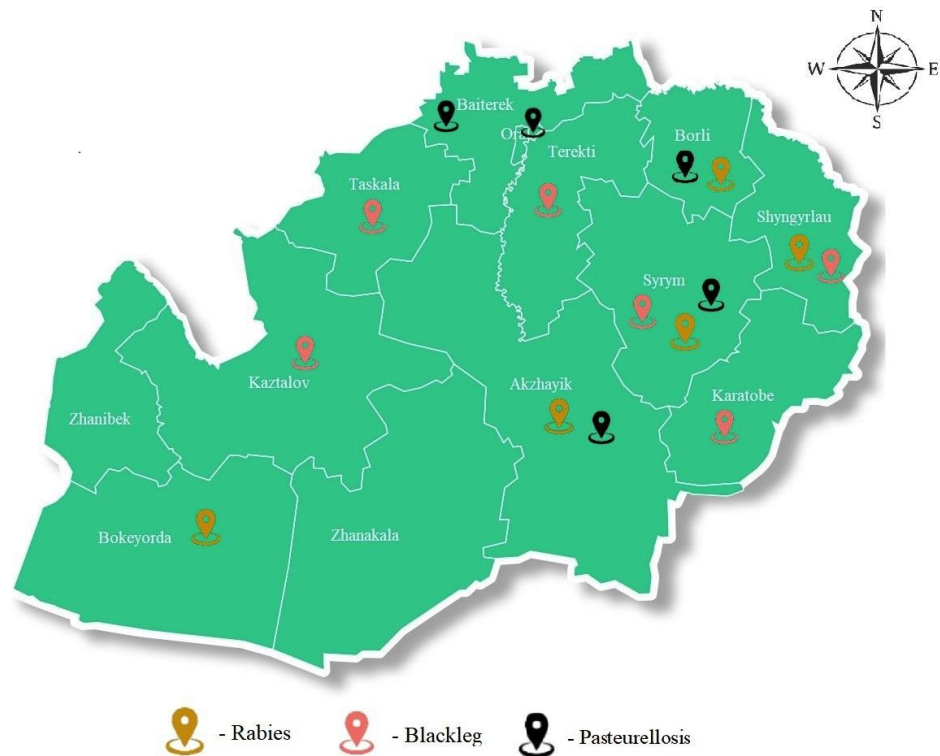 N
W E
S
Baiterek
Oral
Terekti
Borli
Taskala
Shyngyrlau
Syrym
Kaztalov
Akzhayik
Karatobe
Zhanibek
Bokeyorda
Zhanakala
- Rabies - Blackleg - Pasteurellosis